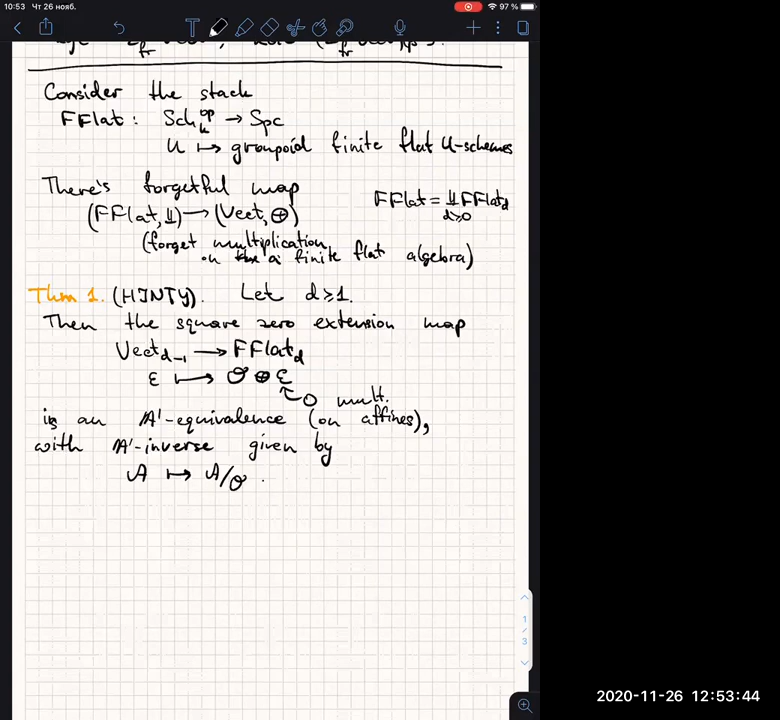 10:53 Чт 26 нояб.
97 %
Consider the stack
FFlat : Sch_k^op → Spc
U ↦ groupoid finite flat U-schemes
There's forgetful map
(FFlat, ⊔) → (Vect, ⊕)
FFlat = ⊔ FFlat_d
d≥0
(forget multiplication
on a finite flat algebra)
Thm 1. (HJNTY). Let d ≥ 1.
Then the square zero extension map
Vect_{d-1} → FFlat_d
ℰ ↦ 𝒪 ⊕ ℰ
0 mult.
is an A¹-equivalence (on affines),
with A¹-inverse given by
𝒜 ↦ 𝒜/𝒪 .
1
/
3
2020-11-26 12:53:44